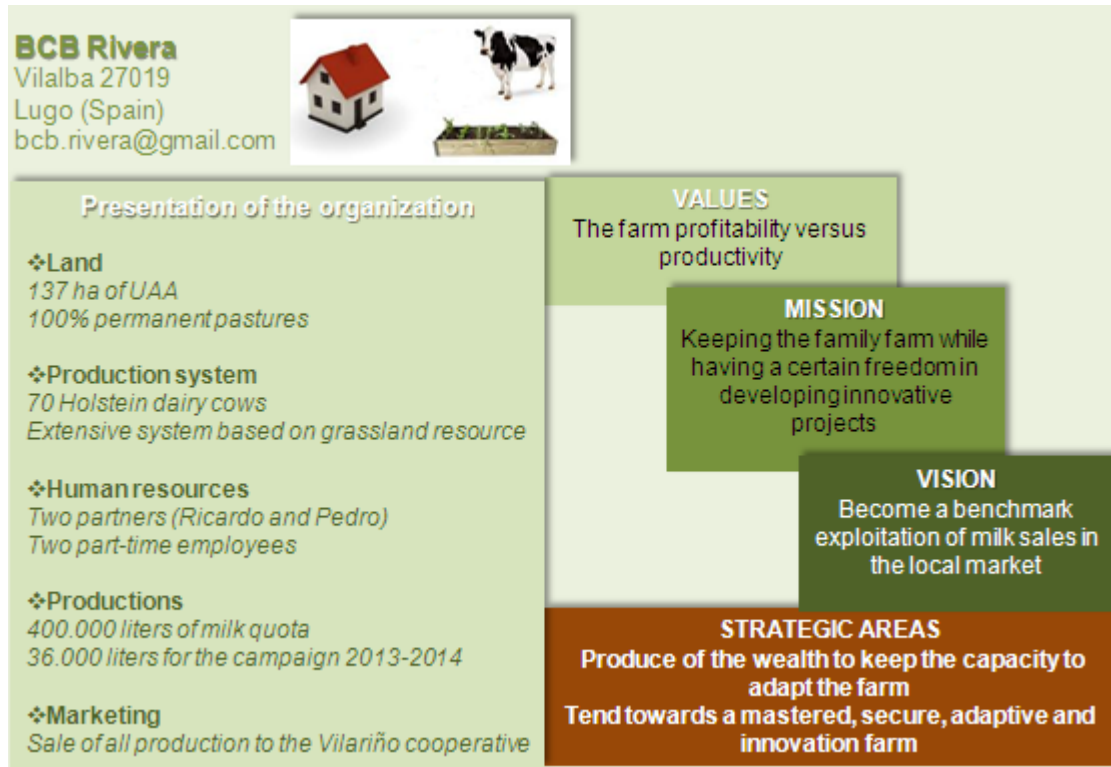 BCB Rivera
Vilalba 27019
Lugo (Spain)
bcb.rivera@gmail.com
Presentation of the organization
❖Land
137 ha of UAA
100% permanent pastures
❖Production system
70 Holstein dairy cows
Extensive system based on grassland resource
❖Human resources
Two partners (Ricardo and Pedro)
Two part-time employees
❖Productions
400.000 liters of milk quota
36.000 liters for the campaign 2013-2014
❖Marketing
Sale of all production to the Vilariño cooperative
VALUES
The farm profitability versus
productivity
MISSION
Keeping the family farm while
having a certain freedom in
developing innovative
projects
VISION
Become a benchmark
exploitation of milk sales in
the local market
STRATEGIC AREAS
Produce of the wealth to keep the capacity to
adapt the farm
Tend towards a mastered, secure, adaptive and
innovation farm